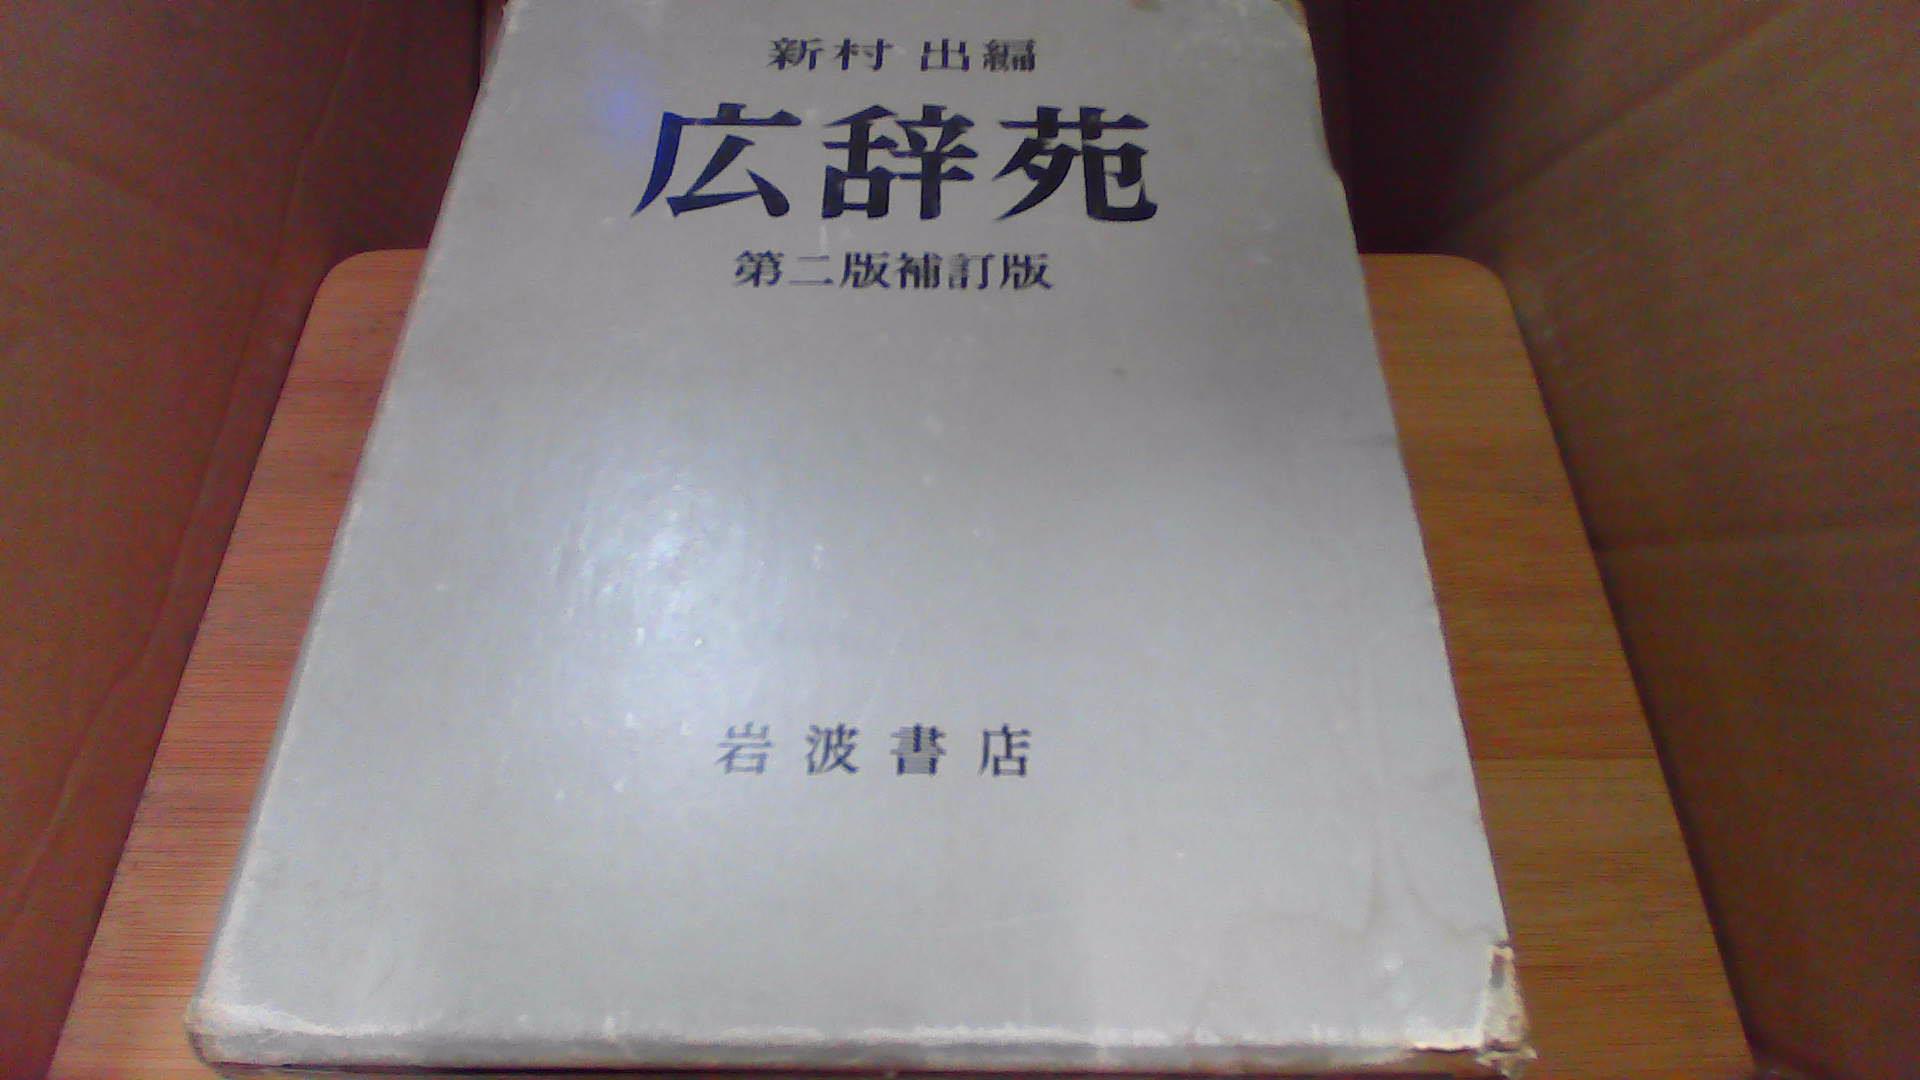 新村 出編
広辞苑
第二版補訂版
岩波書店